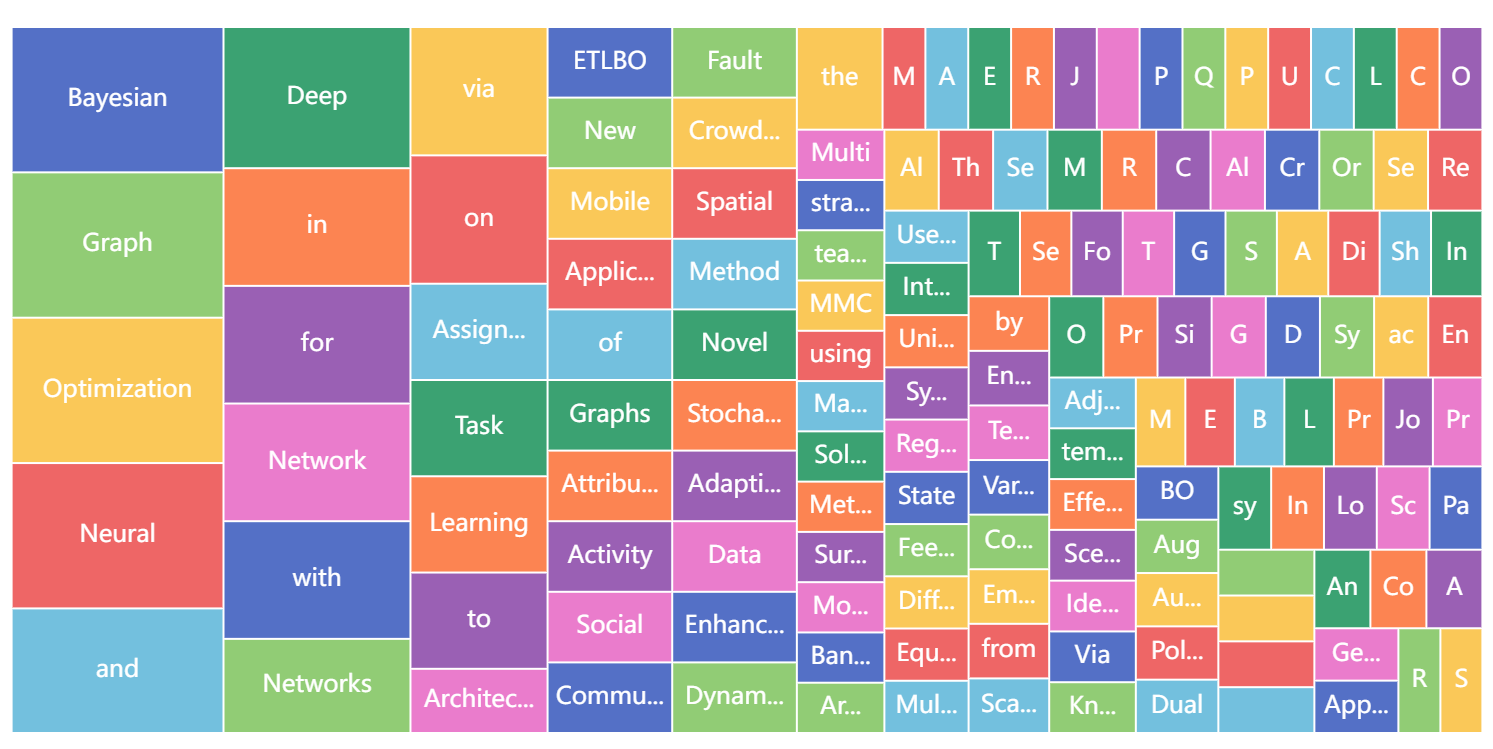 Bayesian
Graph
Optimization
Neural
and
Deep
in
for
Network
with
Networks
via
on
Assign...
Task
Learning
to
Architec...
ETLBO
New
Mobile
Applic...
of
Graphs
Attribu...
Activity
Social
Commu...
Fault
Crowd...
Spatial
Method
Novel
Stocha...
Adapti...
Data
Enhanc...
Dynam...
the
Multi
stra...
tea...
MMC
using
Ma...
Sol...
Met...
Sur...
Mo...
Ban...
Ar...
M A E R J P Q P U C L C O
Al Th Se M R C Al Cr Or Se Re
Use...
Int...
Uni...
Sy...
Reg...
State
Fee...
Diff...
Equ...
Mul...
T Se Fo T G S A Di Sh In
by
En...
Te...
Var...
Co...
Em...
from
Sca...
O Pr Si G D Sy ac En
Adj...
tem...
Effe...
Sce...
Ide...
Via
Kn...
M E B L Pr Jo Pr
BO
Aug
Au...
Pol...
Dual
sy In Lo Sc Pa
An Co A
Ge...
App...
R S